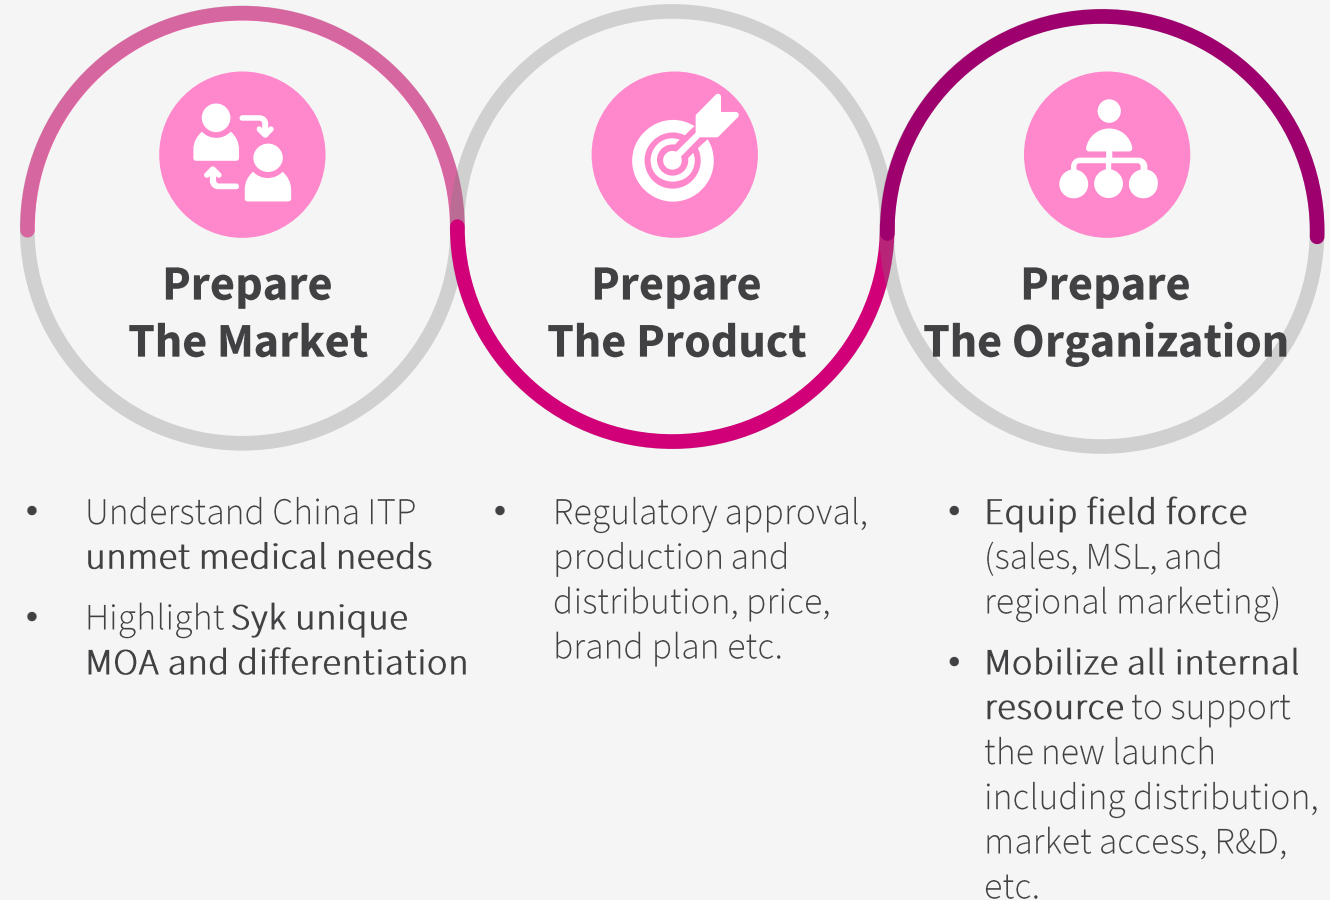 Prepare
The Market
Prepare
The Product
Prepare
The Organization
• Understand China ITP
unmet medical needs
• Highlight Syk unique
MOA and differentiation
• Regulatory approval,
production and
distribution, price,
brand plan etc.
• Equip field force
(sales, MSL, and
regional marketing)
• Mobilize all internal
resource to support
the new launch
including distribution,
market access, R&D,
etc.